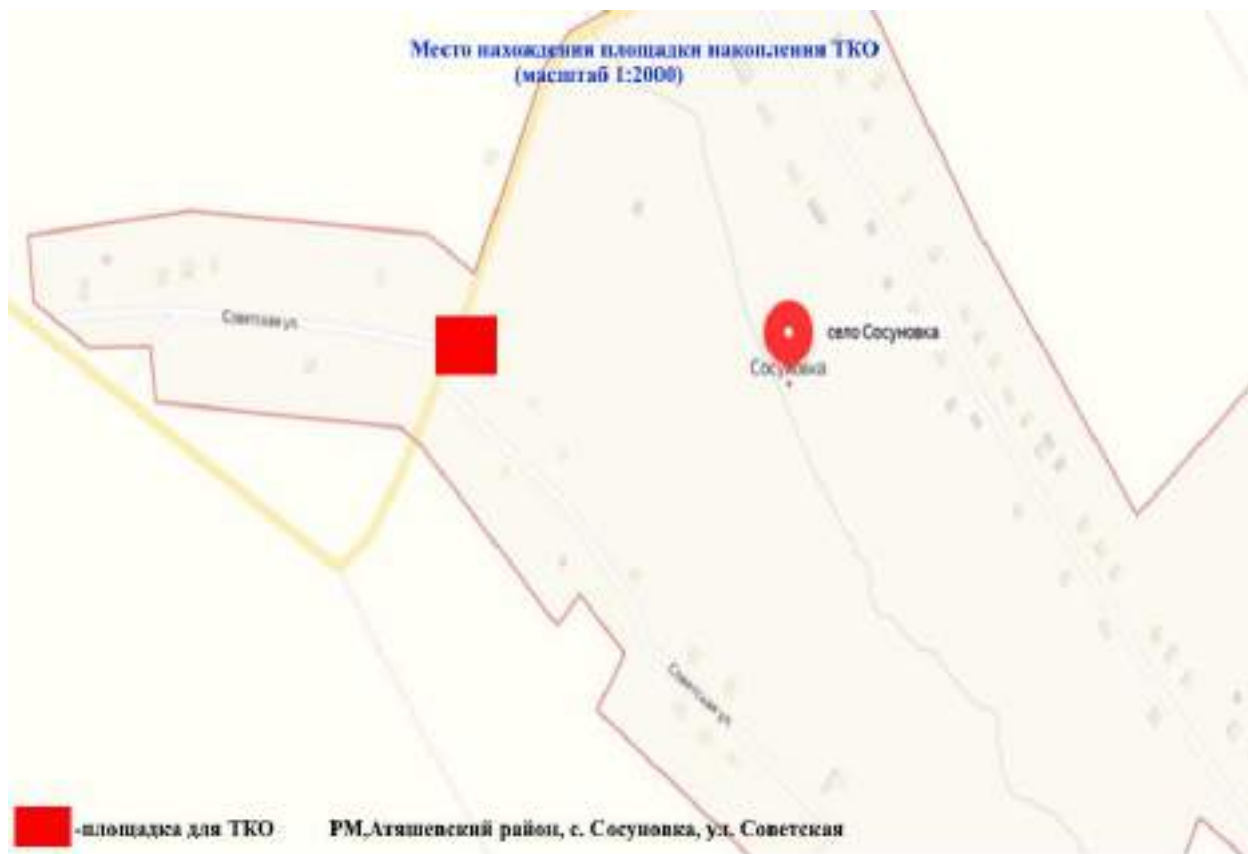 Место нахождения площадки накопления ТКО
(масштаб 1:2000)
Советская ул
село Сосуновка
Сосуновка
Советская ул
-площадка для ТКО
РМ,Атяшевский район, с. Сосуновка, ул. Советская